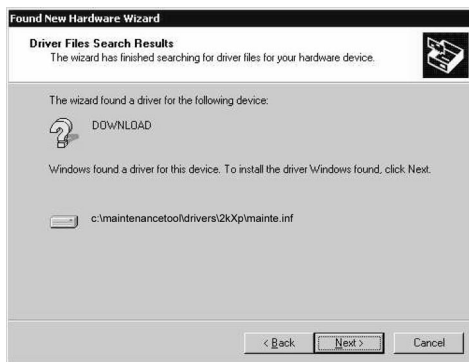 Found New Hardware Wizard
Driver Files Search Results
The wizard has finished searching for driver files for your hardware device.
The wizard found a driver for the following device:
DOWNLOAD
Windows found a driver for this device. To install the driver Windows found, click Next.
c:\maintenancetool\drivers\2kXp\mainte.inf
< Back Next > Cancel